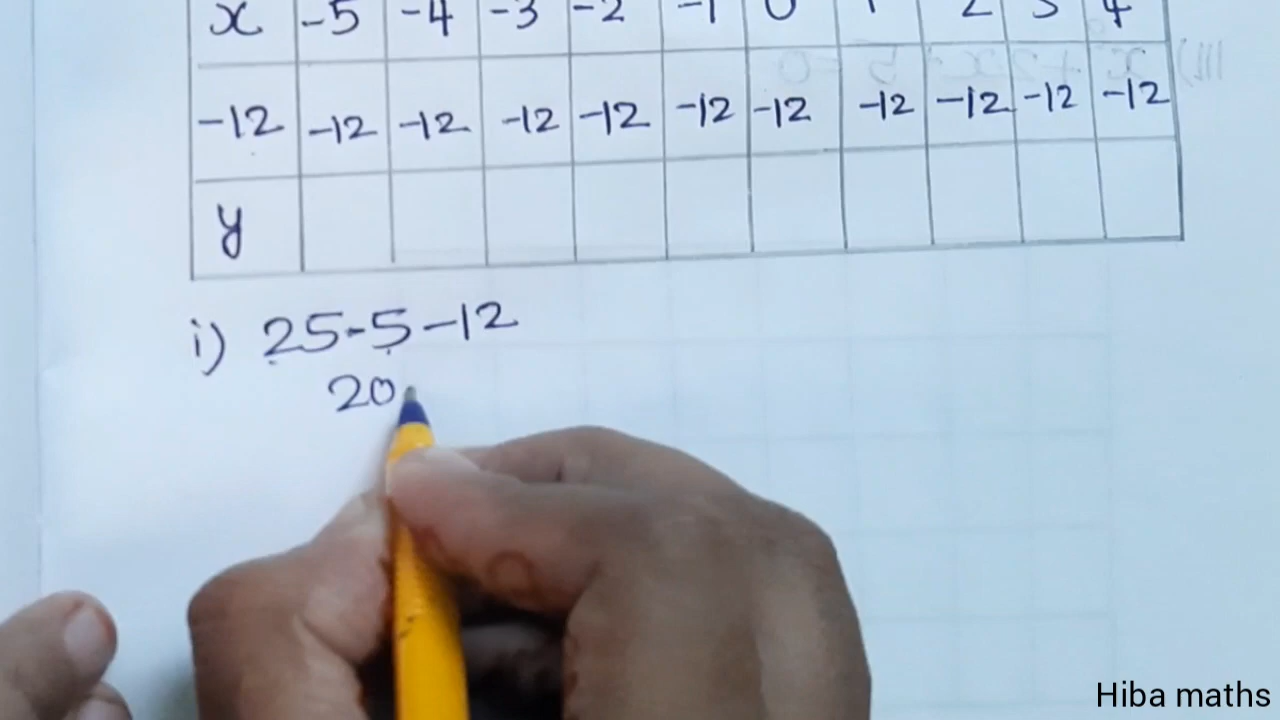 x -5 -4 -3 -2 -1 0 1 2 3 4
-12 -12 -12 -12 -12 -12 -12 -12 -12 -12 -12
y
i) 25-5-12
20
Hiba maths